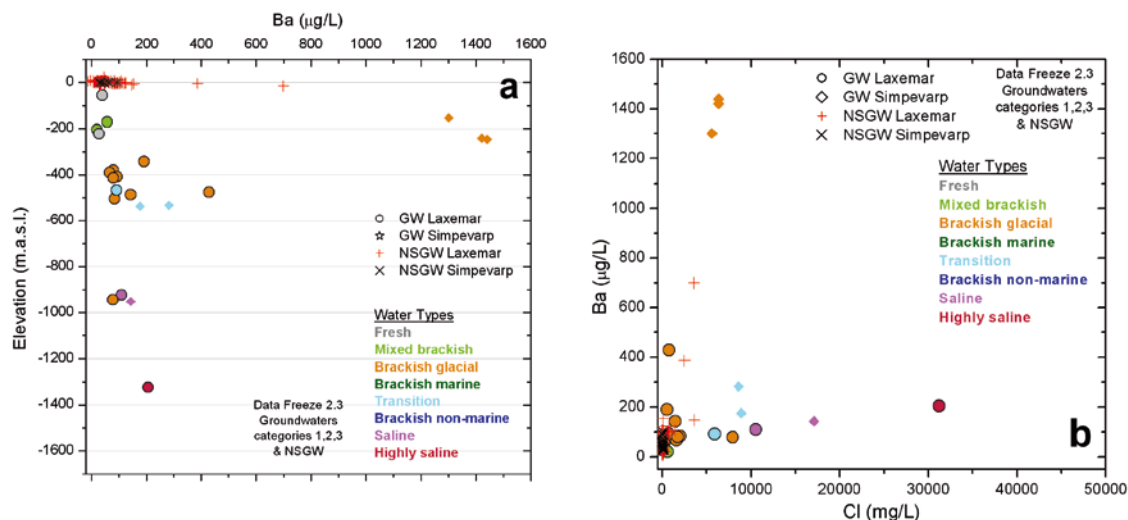 Ba (µg/L)
0 200 400 600 800 1000 1200 1400 1600
a
0
-200
-400
-600
-800
-1000
-1200
-1400
-1600
Elevation (m.a.s.l.)
GW Laxemar
GW Simpevarp
NSGW Laxemar
NSGW Simpevarp
Water Types
Fresh
Mixed brackish
Brackish glacial
Brackish marine
Transition
Brackish non-marine
Saline
Highly saline
Data Freeze 2.3
Groundwaters
categories 1,2,3
& NSGW
1600
1400
1200
1000
800
600
400
200
0
Ba (µg/L)
GW Laxemar
GW Simpevarp
NSGW Laxemar
NSGW Simpevarp
Data Freeze 2.3
Groundwaters
categories 1,2,3
& NSGW
Water Types
Fresh
Mixed brackish
Brackish glacial
Brackish marine
Transition
Brackish non-marine
Saline
Highly saline
b
0 10000 20000 30000 40000 50000
Cl (mg/L)